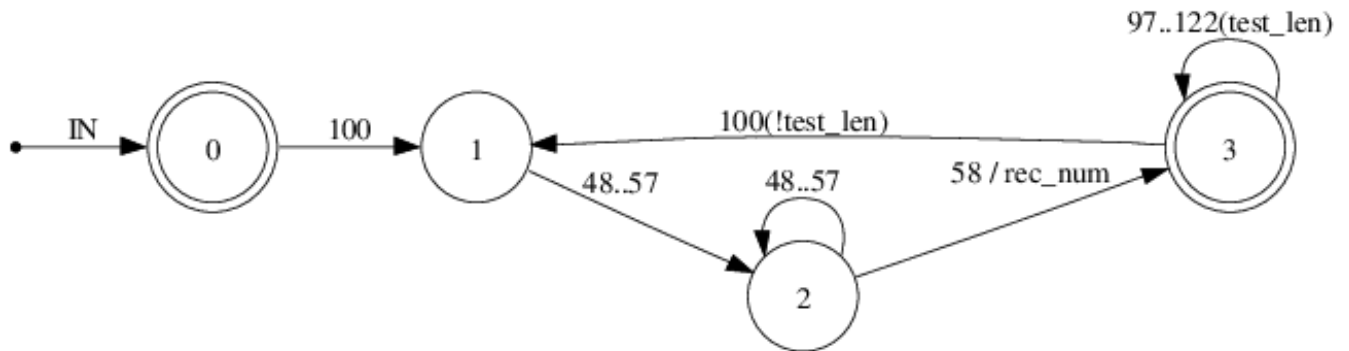 97..122(test_len)
IN
0
100
1
100(!test_len)
3
48..57
48..57
58 / rec_num
2